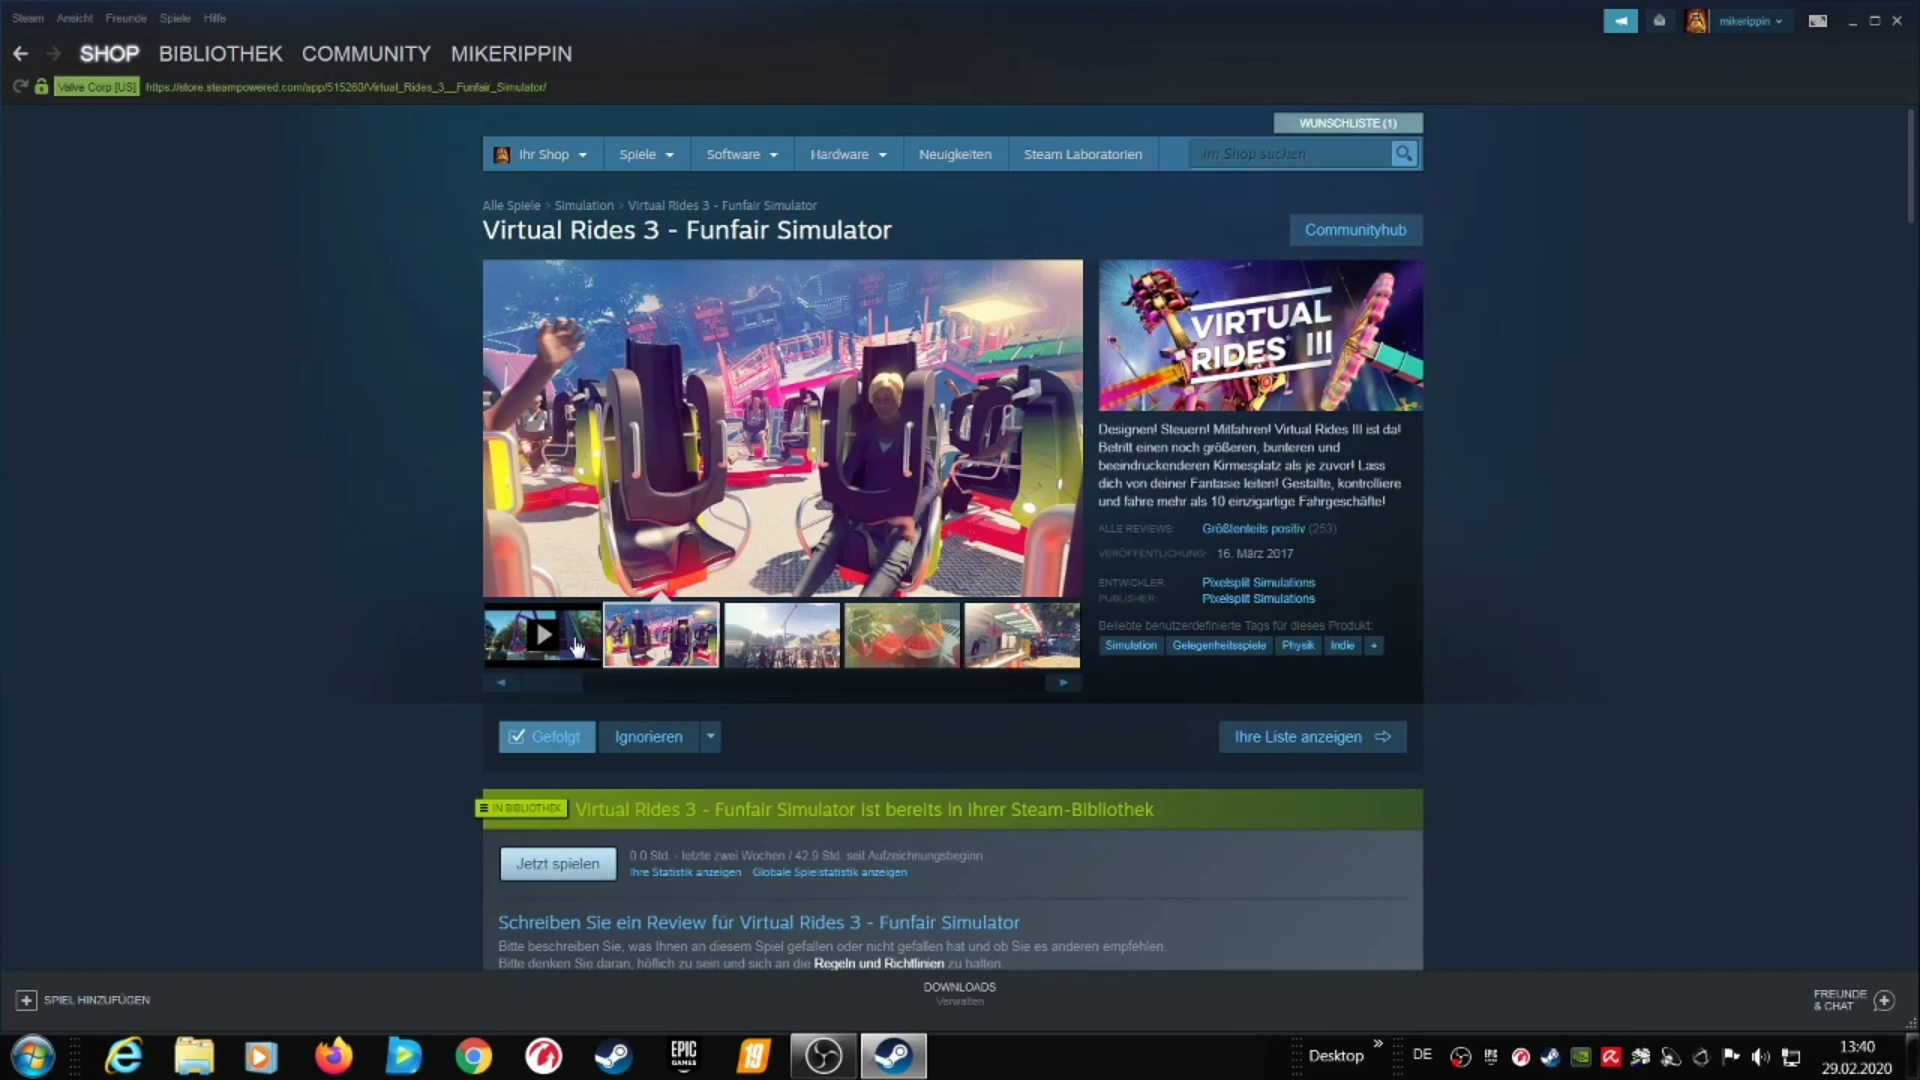 Steam Ansicht Freunde Spiele Hilfe
mikerippin
SHOP BIBLIOTHEK COMMUNITY MIKERIPPIN
Valve Corp [US] https://store.steampowered.com/app/515260/Virtual_Rides_3__Funfair_Simulator/
WUNSCHLISTE (1)
Ihr Shop Spiele Software Hardware Neuigkeiten Steam Laboratorien Im Shop suchen
Alle Spiele > Simulation > Virtual Rides 3 - Funfair Simulator
Virtual Rides 3 - Funfair Simulator
Communityhub
VIRTUAL
RIDES III
Designen! Steuern! Mitfahren! Virtual Rides III ist da!
Betritt einen noch größeren, bunteren und
beeindruckenderen Kirmesplatz als je zuvor! Lass
dich von deiner Fantasie leiten! Gestalte, kontrolliere
und fahre mehr als 10 einzigartige Fahrgeschäfte!
ALLE REVIEWS: Größtenteils positiv (253)
VERÖFFENTLICHUNG: 16. März 2017
ENTWICKLER: Pixelsplit Simulations
PUBLISHER: Pixelsplit Simulations
Beliebte benutzerdefinierte Tags für dieses Produkt:
Simulation Gelegenheitsspiele Physik Indie +
Gefolgt Ignorieren Ihre Liste anzeigen
IN BIBLIOTHEK Virtual Rides 3 - Funfair Simulator ist bereits in Ihrer Steam-Bibliothek
Jetzt spielen
0.0 Std. - letzte zwei Wochen / 42.9 Std. seit Aufzeichnungsbeginn
Ihre Statistik anzeigen Globale Spielstatistik anzeigen
Schreiben Sie ein Review für Virtual Rides 3 - Funfair Simulator
Bitte beschreiben Sie, was Ihnen an diesem Spiel gefallen oder nicht gefallen hat und ob Sie es anderen empfehlen.
Bitte denken Sie daran, höflich zu sein und sich an die Regeln und Richtlinien zu halten.
SPIEL HINZUFÜGEN
DOWNLOADS
Verwalten
FREUNDE
& CHAT
EPIC
GAMES
19
Desktop
DE
13:40
29.02.2020